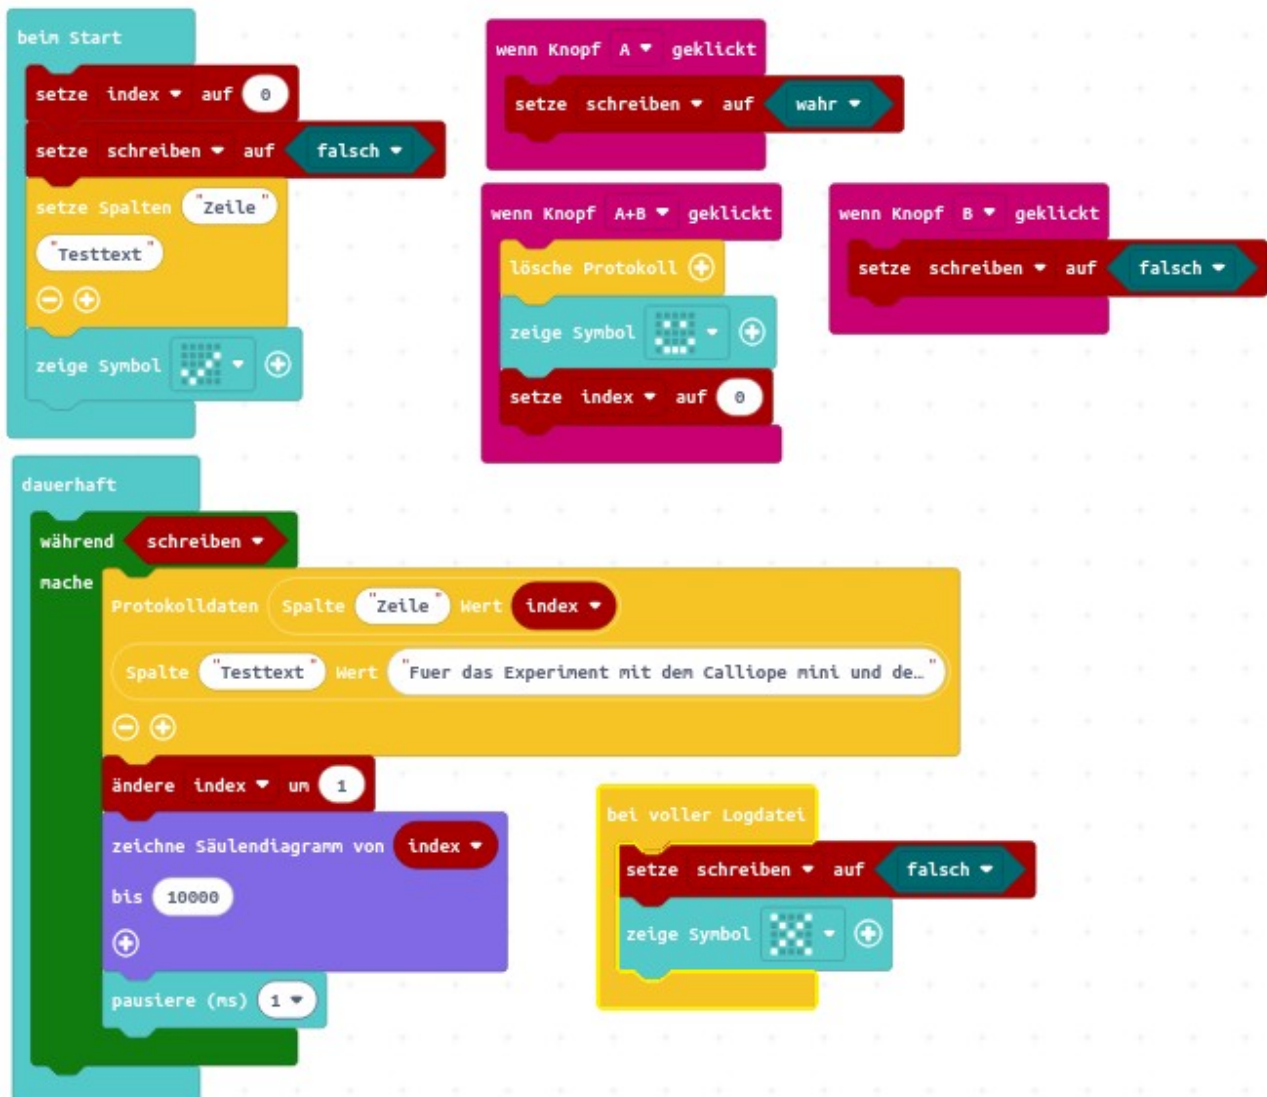 beim Start
setze index auf 0
setze schreiben auf falsch
setze Spalten "Zeile"
"Testtext"
zeige Symbol
wenn Knopf A geklickt
setze schreiben auf wahr
wenn Knopf A+B geklickt
lösche Protokoll
zeige Symbol
setze index auf 0
wenn Knopf B geklickt
setze schreiben auf falsch
dauerhaft
während schreiben
mache
Protokolldaten Spalte "Zeile" Wert index
Spalte "Testtext" Wert "Fuer das Experiment mit dem Calliope mini und de…"
ändere index um 1
zeichne Säulendiagramm von index
bis 10000
pausiere (ms) 1
bei voller Logdatei
setze schreiben auf falsch
zeige Symbol